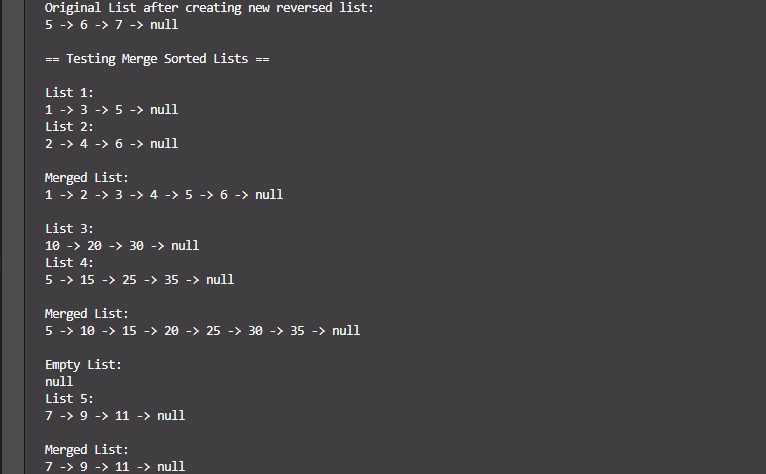 Original List after creating new reversed list:
5 -> 6 -> 7 -> null
== Testing Merge Sorted Lists ==
List 1:
1 -> 3 -> 5 -> null
List 2:
2 -> 4 -> 6 -> null
Merged List:
1 -> 2 -> 3 -> 4 -> 5 -> 6 -> null
List 3:
10 -> 20 -> 30 -> null
List 4:
5 -> 15 -> 25 -> 35 -> null
Merged List:
5 -> 10 -> 15 -> 20 -> 25 -> 30 -> 35 -> null
Empty List:
null
List 5:
7 -> 9 -> 11 -> null
Merged List:
7 -> 9 -> 11 -> null